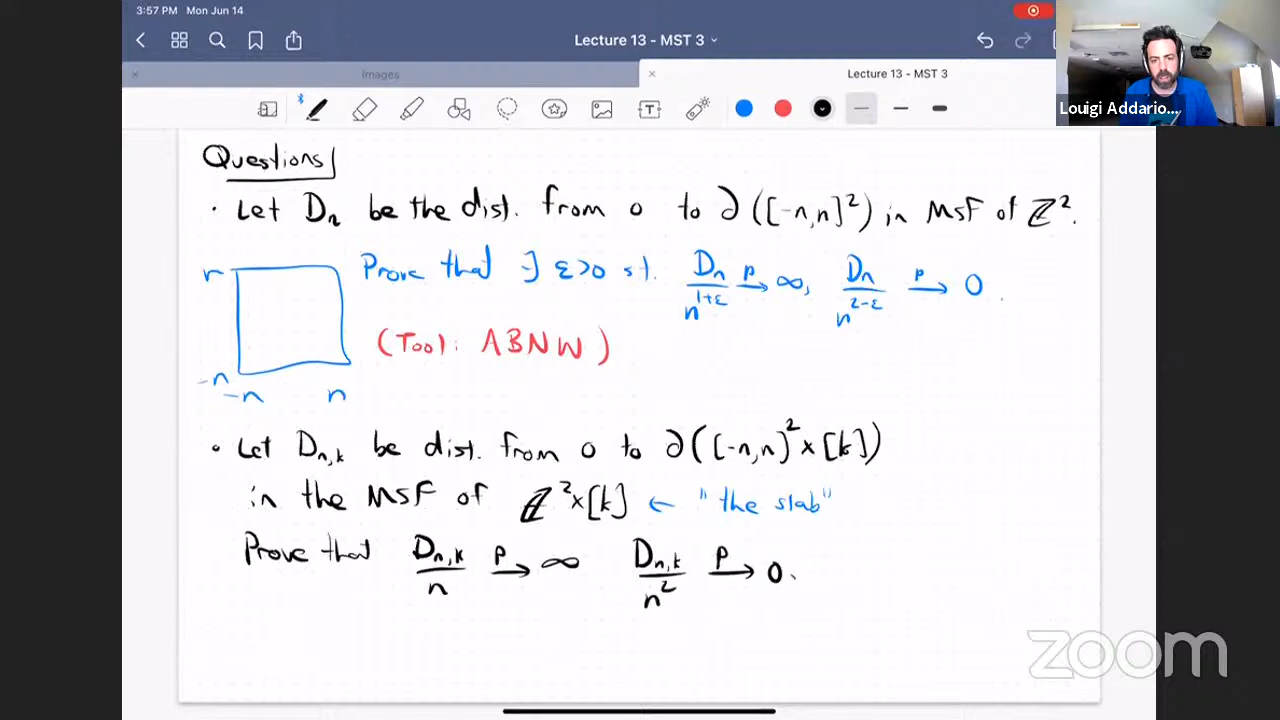 3:57 PM Mon Jun 14
Lecture 13 - MST 3
Images
Lecture 13 - MST 3
Louigi Addario...
Questions
· Let Dn be the dist. from 0 to ∂([-n,n]²) in MSF of ℤ².
n
Prove that ∃ ε>0 st. Dn/n^{1+ε} →p ∞, Dn/n^{2-ε} →p 0.
(Tool: ABNW)
-n
-n n
· Let Dn,k be dist. from 0 to ∂([-n,n]²×[k])
in the MSF of ℤ²×[k] ← "the slab"
Prove that Dn,k/n →p ∞ Dn,k/n² →p 0.
zoom